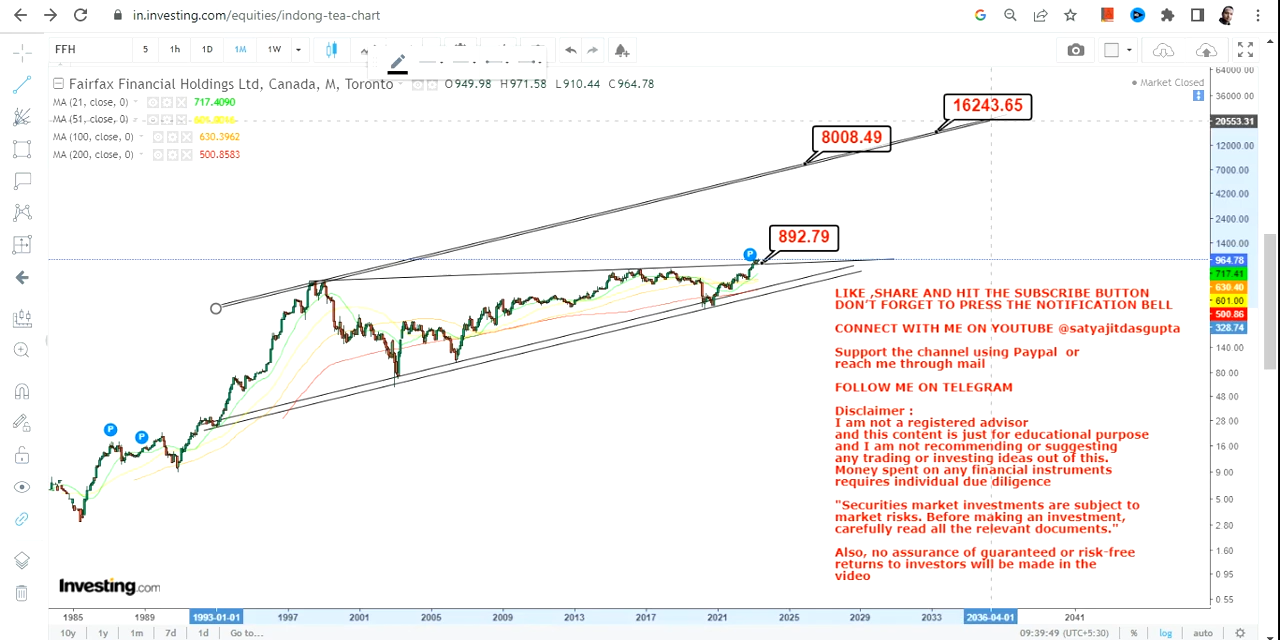 in.investing.com/equities/indong-tea-chart
FFH 5 1h 1D 1M 1W
Fairfax Financial Holdings Ltd, Canada, M, Toronto O949.98 H971.58 L910.44 C964.78
Market Closed
MA (21, close, 0) 717.4090
MA (51, close, 0)
MA (100, close, 0) 630.3962
MA (200, close, 0) 500.8583
16243.65
8008.49
892.79
64000.00
36000.00
20553.31
12000.00
7000.00
4200.00
2400.00
1400.00
964.78
717.41
630.40
601.00
500.86
328.74
140.00
80.00
48.00
28.00
16.00
9.00
5.00
2.80
1.60
0.95
0.55
P
P
P
LIKE ,SHARE AND HIT THE SUBSCRIBE BUTTON
DON'T FORGET TO PRESS THE NOTIFICATION BELL
CONNECT WITH ME ON YOUTUBE @satyajitdasgupta
Support the channel using Paypal or
reach me through mail
FOLLOW ME ON TELEGRAM
Disclaimer :
I am not a registered advisor
and this content is just for educational purpose
and I am not recommending or suggesting
any trading or investing ideas out of this.
Money spent on any financial instruments
requires individual due diligence
"Securities market investments are subject to
market risks. Before making an investment,
carefully read all the relevant documents."
Also, no assurance of guaranteed or risk-free
returns to investors will be made in the
video
Investing.com
1985 1989 1993-01-01 1997 2001 2005 2009 2013 2017 2021 2025 2029 2033 2036-04-01 2041
10y 1y 1m 7d 1d Go to... 09:39:49 (UTC+5:30) % log auto